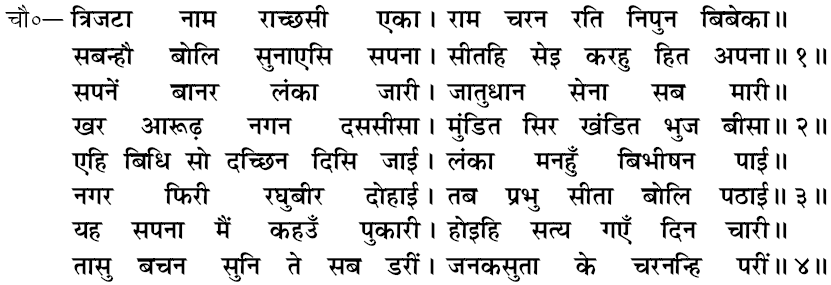 चौ०— त्रिजटा नाम राच्छसी एका। राम चरन रति निपुन बिबेका॥
सबन्हौ बोलि सुनाएसि सपना। सीतहि सेइ करहु हित अपना॥ १॥
सपनें बानर लंका जारी। जातुधान सेना सब मारी॥
खर आरूढ़ नगन दससीसा। मुंडित सिर खंडित भुज बीसा॥ २॥
एहि बिधि सो दच्छिन दिसि जाई। लंका मनहुँ बिभीषन पाई॥
नगर फिरी रघुबीर दोहाई। तब प्रभु सीता बोलि पठाई॥ ३॥
यह सपना मैं कहउँ पुकारी। होइहि सत्य गएँ दिन चारी॥
तासु बचन सुनि ते सब डरीं। जनकसुता के चरनन्हि परीं॥ ४॥